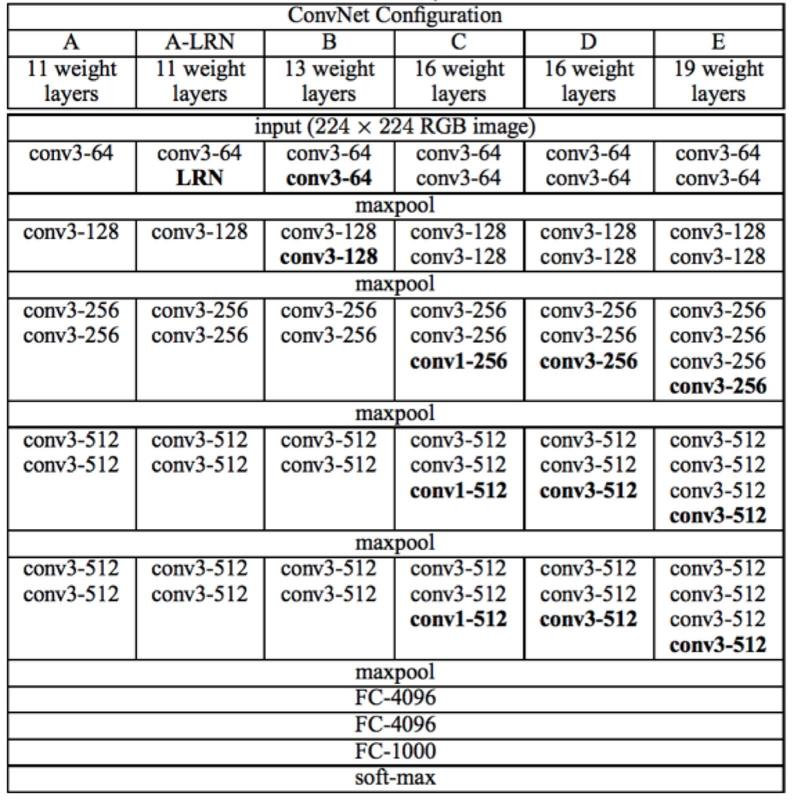 ConvNet Configuration
A A-LRN B C D E
11 weight 11 weight 13 weight 16 weight 16 weight 19 weight
layers layers layers layers layers layers
input (224 × 224 RGB image)
conv3-64 conv3-64 conv3-64 conv3-64 conv3-64 conv3-64
LRN conv3-64 conv3-64 conv3-64 conv3-64
maxpool
conv3-128 conv3-128 conv3-128 conv3-128 conv3-128 conv3-128
conv3-128 conv3-128 conv3-128 conv3-128
maxpool
conv3-256 conv3-256 conv3-256 conv3-256 conv3-256 conv3-256
conv3-256 conv3-256 conv3-256 conv3-256 conv3-256 conv3-256
conv1-256 conv3-256 conv3-256
conv3-256
maxpool
conv3-512 conv3-512 conv3-512 conv3-512 conv3-512 conv3-512
conv3-512 conv3-512 conv3-512 conv3-512 conv3-512 conv3-512
conv1-512 conv3-512 conv3-512
conv3-512
maxpool
conv3-512 conv3-512 conv3-512 conv3-512 conv3-512 conv3-512
conv3-512 conv3-512 conv3-512 conv3-512 conv3-512 conv3-512
conv1-512 conv3-512 conv3-512
conv3-512
maxpool
FC-4096
FC-4096
FC-1000
soft-max